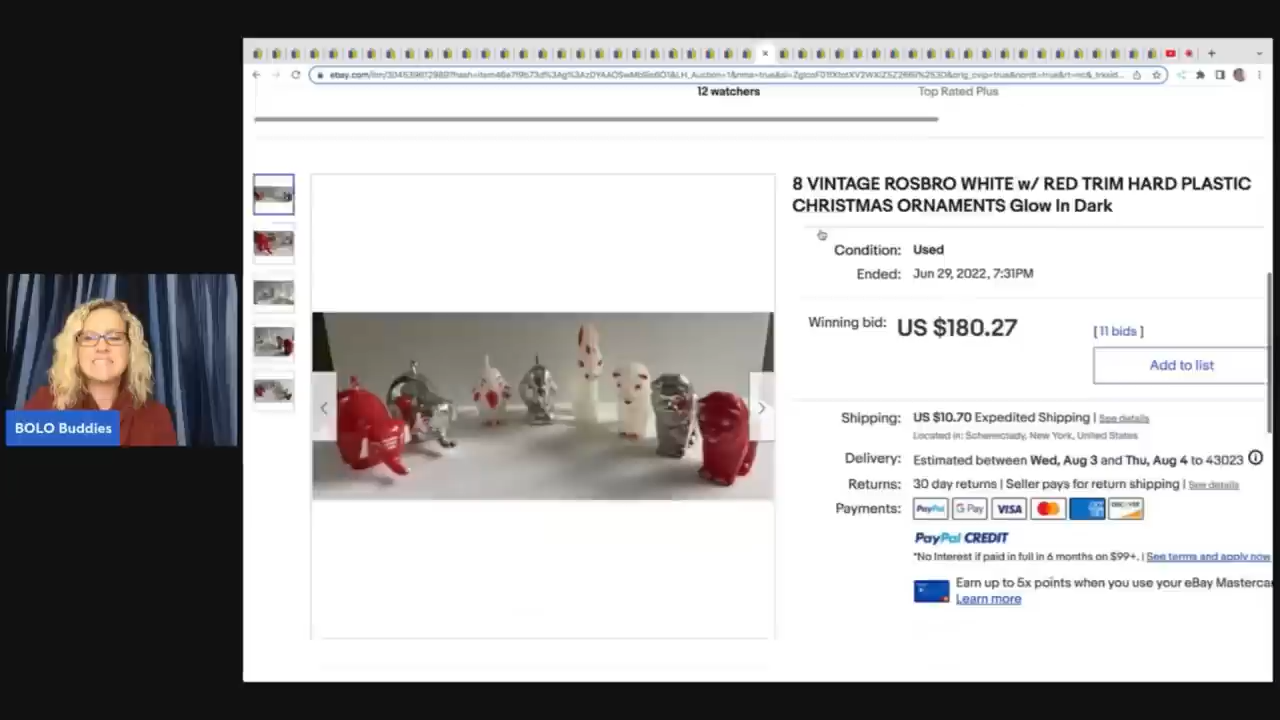 12 watchers
Top Rated Plus
8 VINTAGE ROSBRO WHITE w/ RED TRIM HARD PLASTIC
CHRISTMAS ORNAMENTS Glow In Dark
Condition: Used
Ended: Jun 29, 2022, 7:31PM
Winning bid: US $180.27 [ 11 bids ]
Add to list
Shipping: US $10.70 Expedited Shipping | See details
Located in: Schenectady, New York, United States
Delivery: Estimated between Wed, Aug 3 and Thu, Aug 4 to 43023
Returns: 30 day returns | Seller pays for return shipping | See details
Payments: PayPal G Pay VISA DISCOVER
PayPal CREDIT
*No Interest if paid in full in 6 months on $99+. | See terms and apply now
Earn up to 5x points when you use your eBay Masterca
Learn more
BOLO Buddies